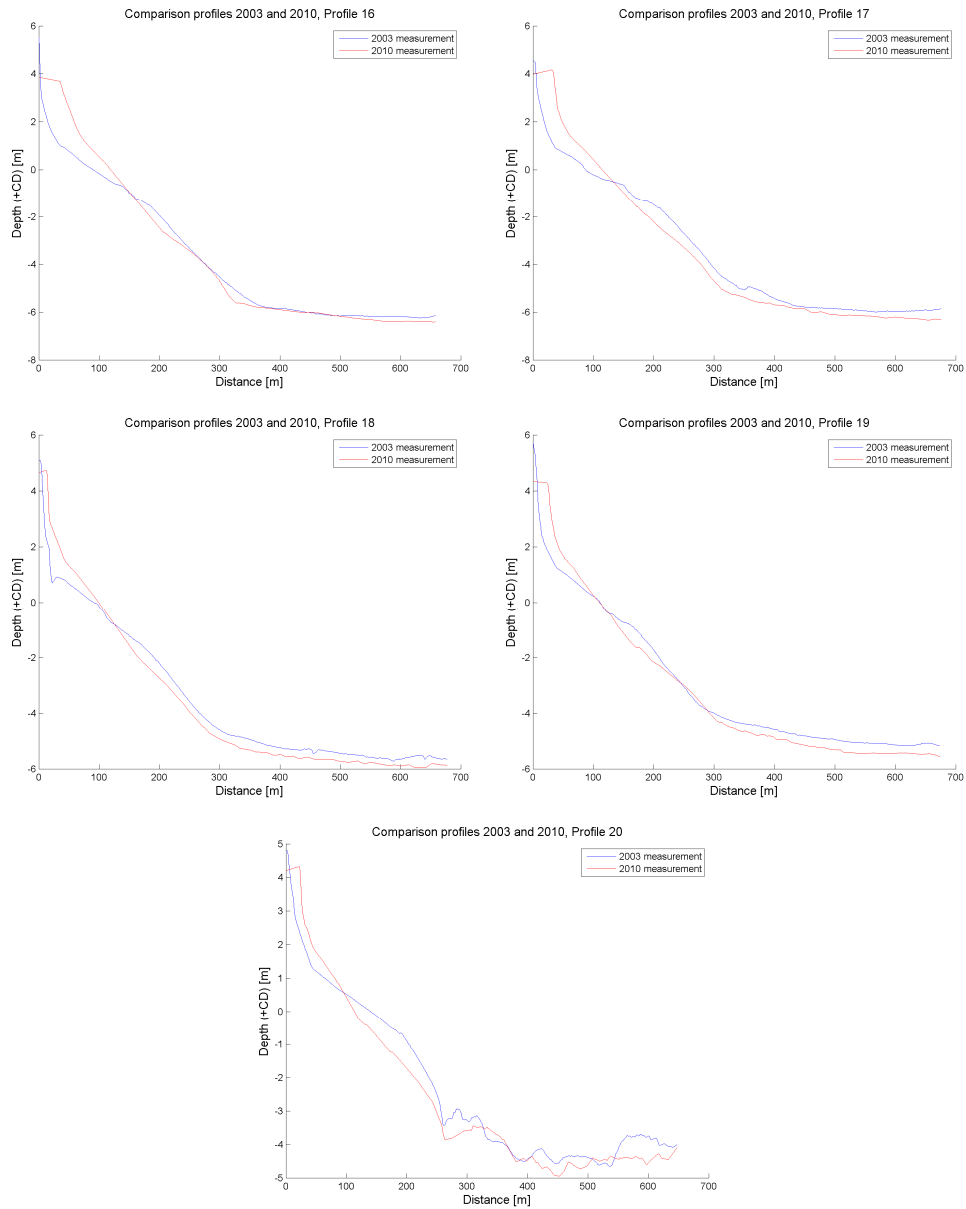 Comparison profiles 2003 and 2010, Profile 16
2003 measurement
2010 measurement
Depth (+CD) [m]
6
4
2
0
-2
-4
-6
-8
0 100 200 300 400 500 600 700
Distance [m]
Comparison profiles 2003 and 2010, Profile 17
2003 measurement
2010 measurement
Depth (+CD) [m]
6
4
2
0
-2
-4
-6
-8
0 100 200 300 400 500 600 700
Distance [m]
Comparison profiles 2003 and 2010, Profile 18
2003 measurement
2010 measurement
Depth (+CD) [m]
6
4
2
0
-2
-4
-6
0 100 200 300 400 500 600 700
Distance [m]
Comparison profiles 2003 and 2010, Profile 19
2003 measurement
2010 measurement
Depth (+CD) [m]
6
4
2
0
-2
-4
-6
0 100 200 300 400 500 600 700
Distance [m]
Comparison profiles 2003 and 2010, Profile 20
2003 measurement
2010 measurement
Depth (+CD) [m]
5
4
3
2
1
0
-1
-2
-3
-4
-5
0 100 200 300 400 500 600 700
Distance [m]